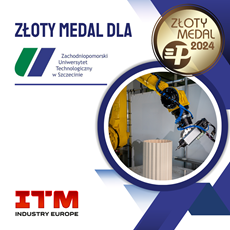 ZŁOTY MEDAL DLA
ZŁOTY
MEDAL
2024
Zachodniopomorski
Uniwersytet
Technologiczny
w Szczecinie
ITM
INDUSTRY EUROPE